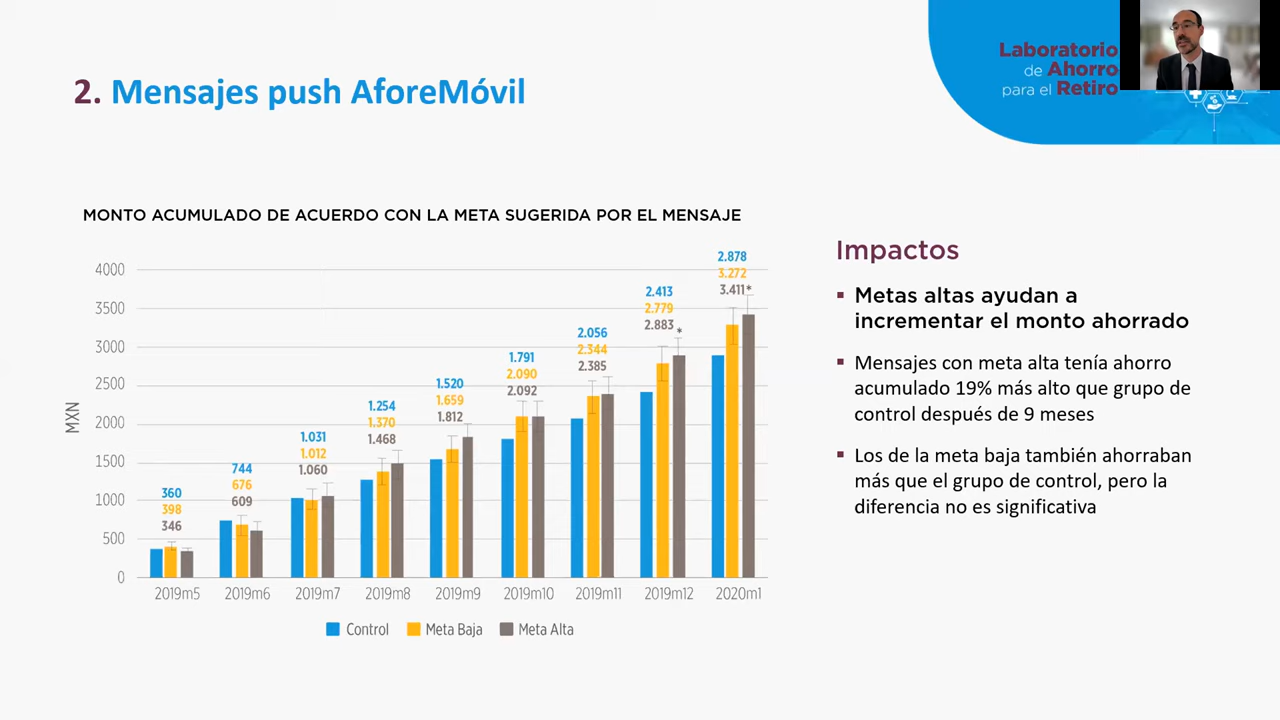 2. Mensajes push AforeMóvil
Laboratorio
de Ahorro
para el Retiro
MONTO ACUMULADO DE ACUERDO CON LA META SUGERIDA POR EL MENSAJE
MXN
4000
3500
3000
2500
2000
1500
1000
500
0
360
398
346
744
676
609
1.031
1.012
1.060
1.254
1.370
1.468
1.520
1.659
1.812
1.791
2.090
2.092
2.056
2.344
2.385
2.413
2.779
2.883 *
2.878
3.272
3.411*
2019m5 2019m6 2019m7 2019m8 2019m9 2019m10 2019m11 2019m12 2020m1
Control Meta Baja Meta Alta
Impactos
▪ Metas altas ayudan a
incrementar el monto ahorrado
▪ Mensajes con meta alta tenía ahorro
acumulado 19% más alto que grupo de
control después de 9 meses
▪ Los de la meta baja también ahorraban
más que el grupo de control, pero la
diferencia no es significativa